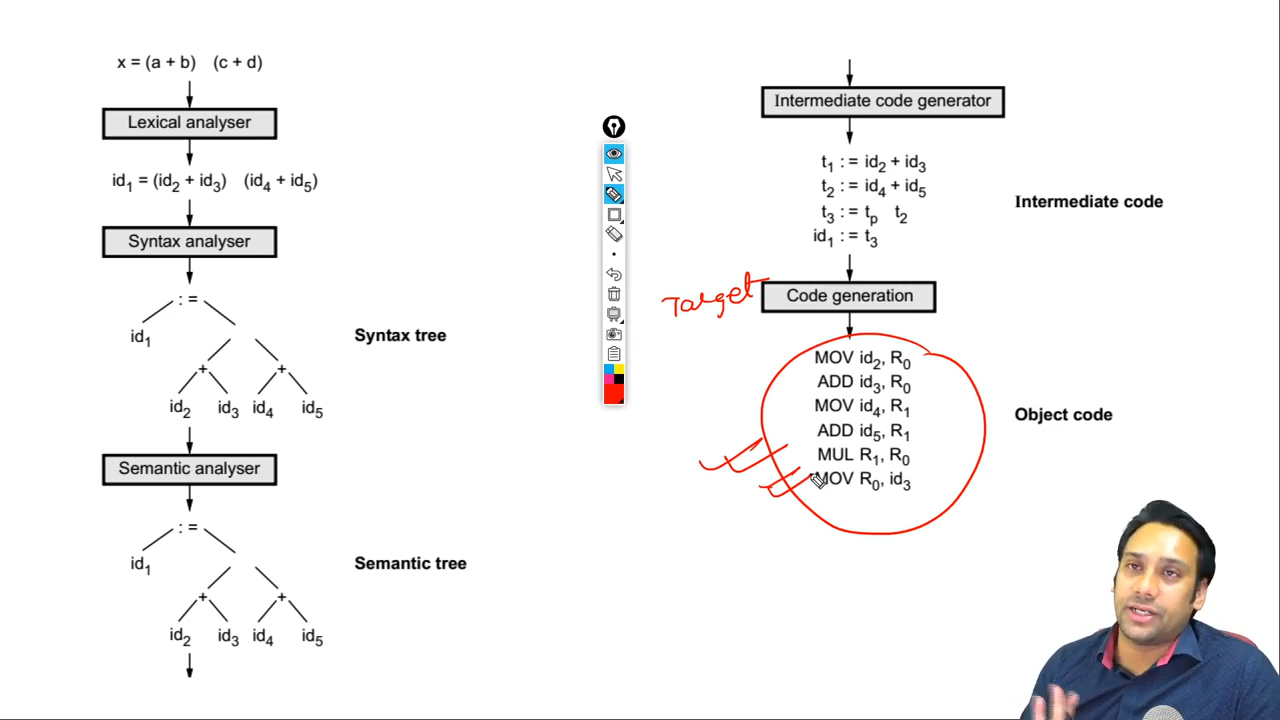 x = (a + b) (c + d)
Lexical analyser
id1 = (id2 + id3) (id4 + id5)
Syntax analyser
: =
id1
+ +
id2 id3 id4 id5
Syntax tree
Semantic analyser
: =
id1
+ +
id2 id3 id4 id5
Semantic tree
Intermediate code generator
t1 : = id2 + id3
t2 : = id4 + id5
t3 : = tp t2
id1 : = t3
Intermediate code
Target
Code generation
MOV id2, R0
ADD id3, R0
MOV id4, R1
ADD id5, R1
MUL R1, R0
MOV R0, id3
Object code